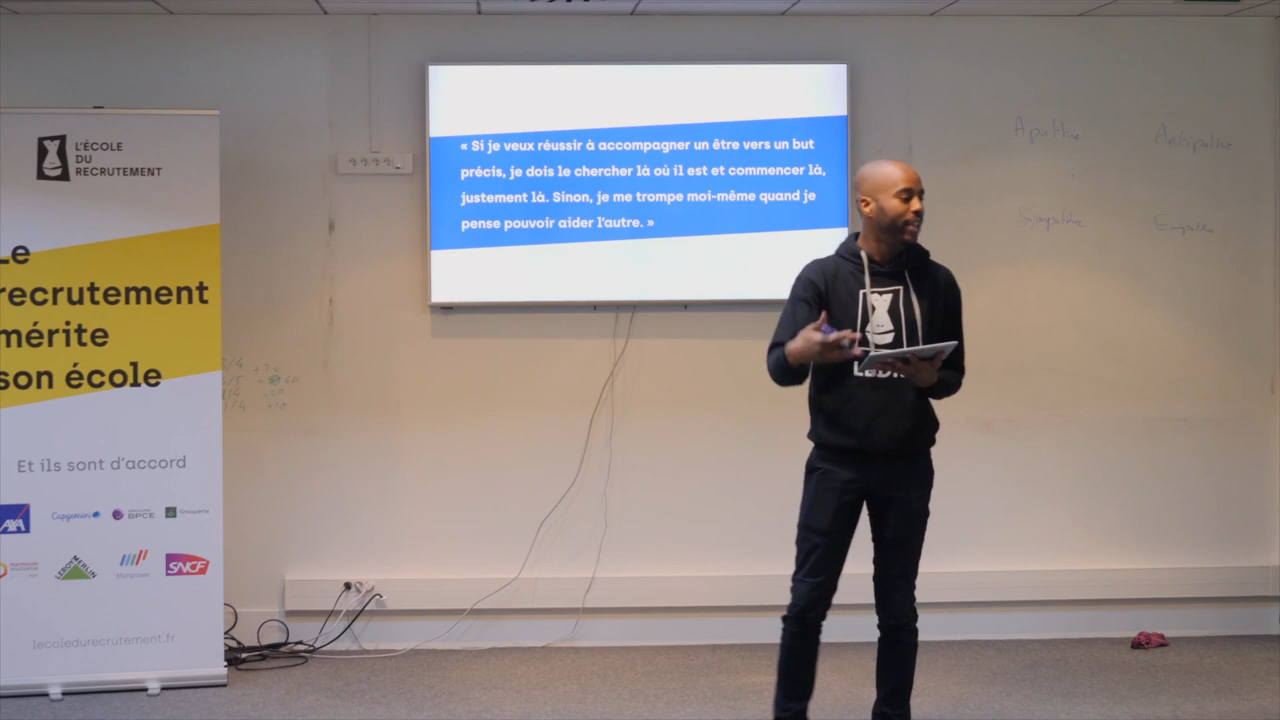 L'ÉCOLE
DU
RECRUTEMENT
Le
recrutement
mérite
son école
Et ils sont d'accord
AXA
Capgemini
GROUPE
BPCE
Groupama
LEROY MERLIN
Manpower
SNCF
lecoledurecrutement.fr
« Si je veux réussir à accompagner un être vers un but
précis, je dois le chercher là où il est et commencer là,
justement là. Sinon, je me trompe moi-même quand je
pense pouvoir aider l'autre. »
Apathie
Antipathie
Sympathie